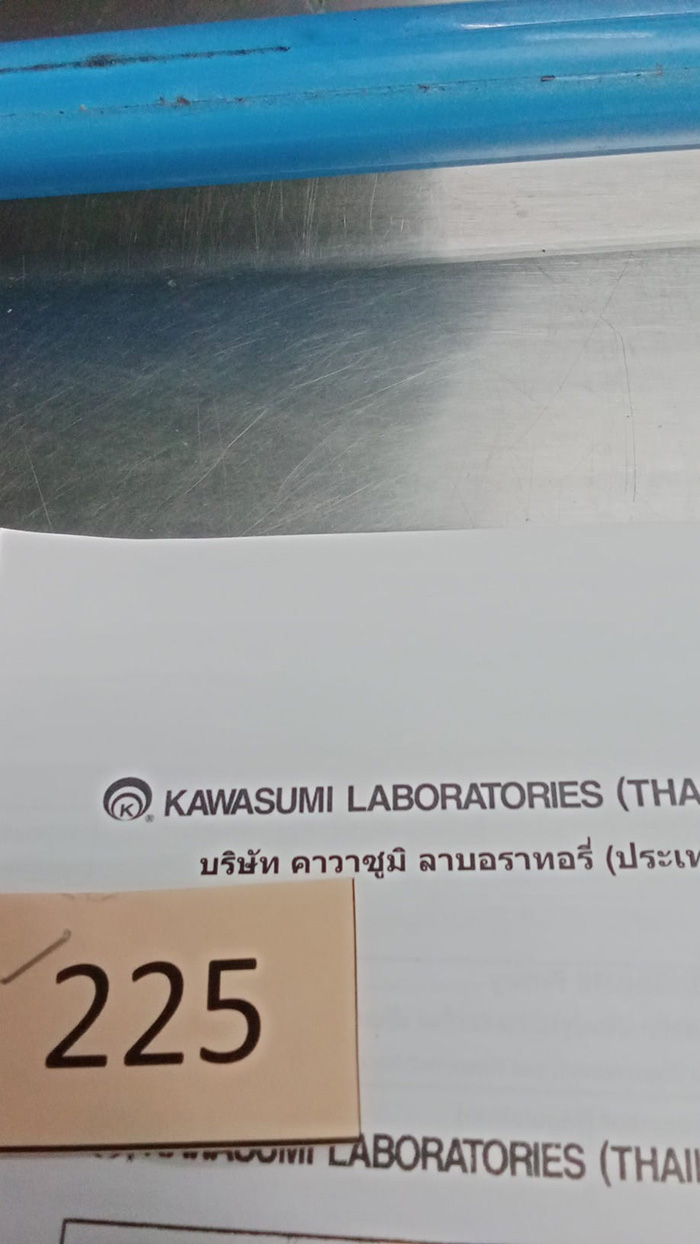 K® KAWASUMI LABORATORIES (THA
บริษัท คาวาซูมิ ลาบอราทอรี่ (ประเท
225
LABORATORIES (THAI